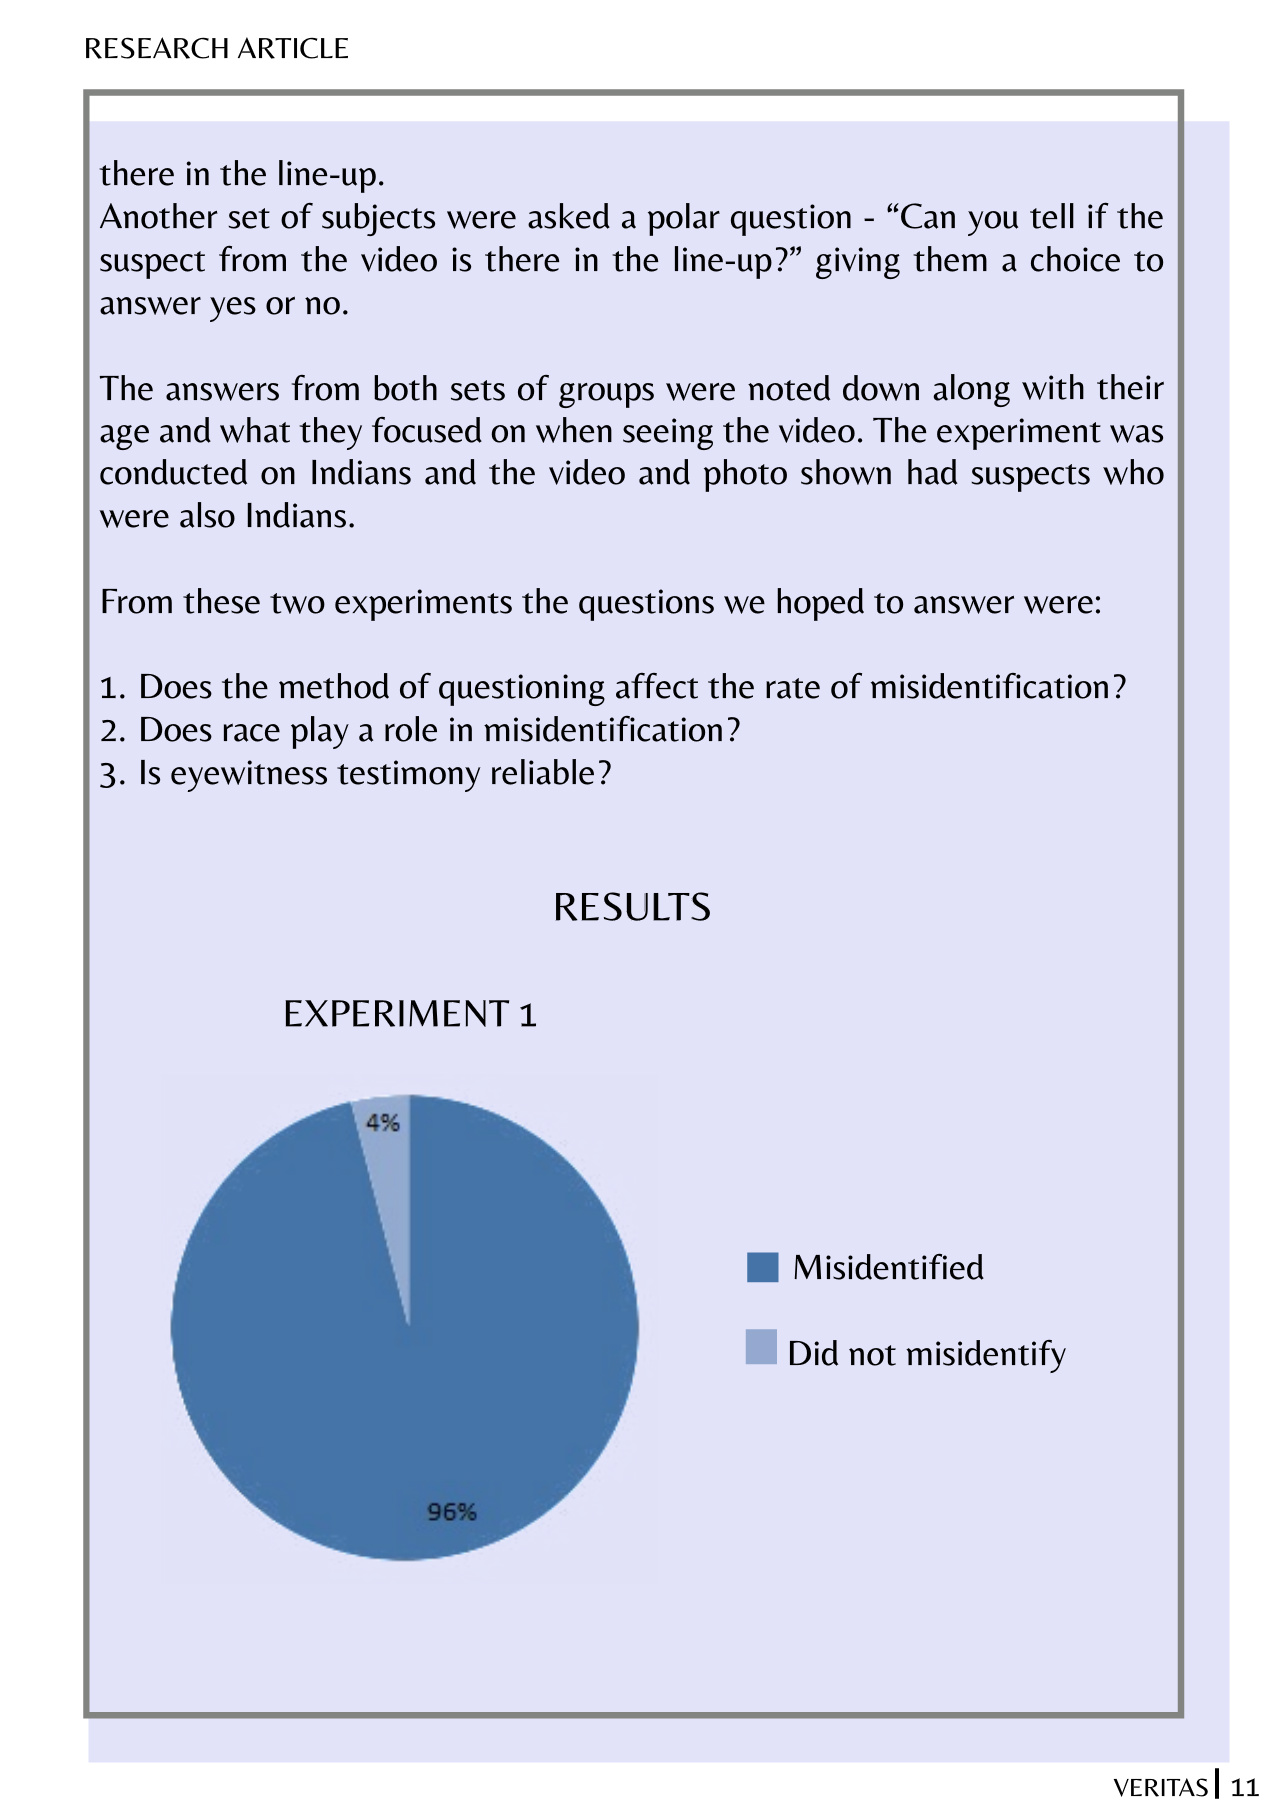 RESEARCH ARTICLE
there in the line-up.
Another set of subjects were asked a polar question - “Can you tell if the
suspect from the video is there in the line-up?” giving them a choice to
answer yes or no.
The answers from both sets of groups were noted down along with their
age and what they focused on when seeing the video. The experiment was
conducted on Indians and the video and photo shown had suspects who
were also Indians.
From these two experiments the questions we hoped to answer were:
1. Does the method of questioning affect the rate of misidentification?
2. Does race play a role in misidentification?
3. Is eyewitness testimony reliable?
RESULTS
EXPERIMENT 1
4%
96%
Misidentified
Did not misidentify
VERITAS 11